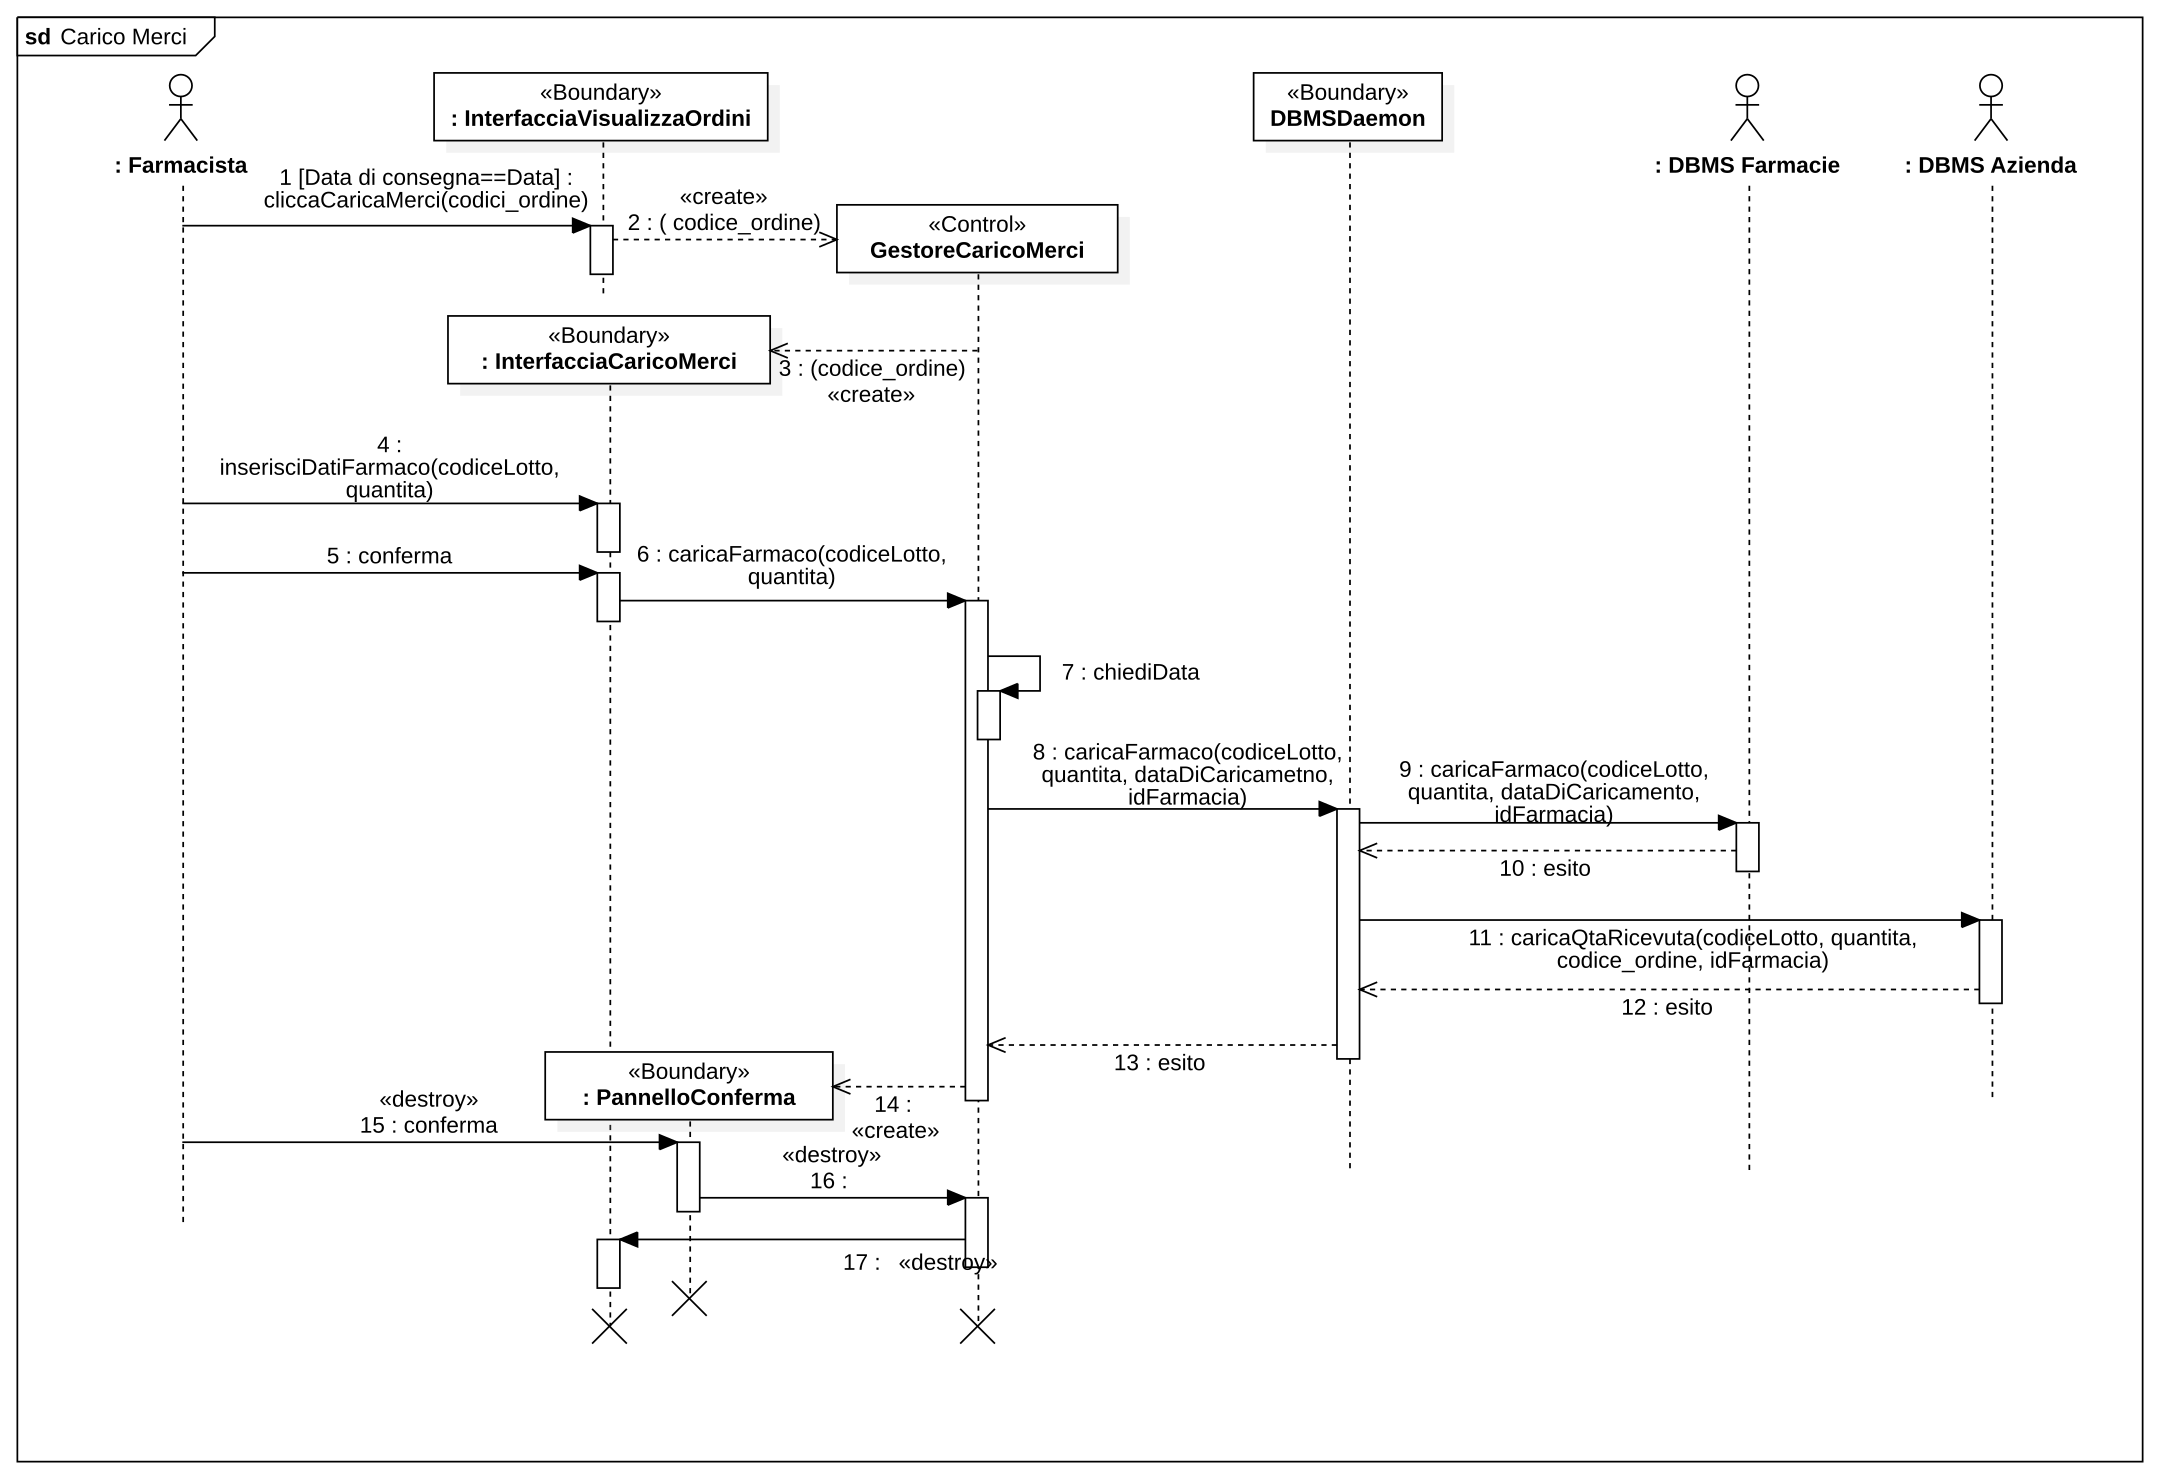 sd Carico Merci
«Boundary»
: InterfacciaVisualizzaOrdini
«Boundary»
DBMSDaemon
: Farmacista
: DBMS Farmacie
: DBMS Azienda
1 [Data di consegna==Data] :
cliccaCaricaMerci(codici_ordine)
«create»
2 : ( codice_ordine)
«Control»
GestoreCaricoMerci
«Boundary»
: InterfacciaCaricoMerci
3 : (codice_ordine)
«create»
4 :
inserisciDatiFarmaco(codiceLotto,
quantita)
5 : conferma
6 : caricaFarmaco(codiceLotto,
quantita)
7 : chiediData
8 : caricaFarmaco(codiceLotto,
quantita, dataDiCaricametno,
idFarmacia)
9 : caricaFarmaco(codiceLotto,
quantita, dataDiCaricamento,
idFarmacia)
10 : esito
11 : caricaQtaRicevuta(codiceLotto, quantita,
codice_ordine, idFarmacia)
12 : esito
13 : esito
«Boundary»
: PannelloConferma
14 :
«create»
«destroy»
15 : conferma
«destroy»
16 :
17 : «destroy»